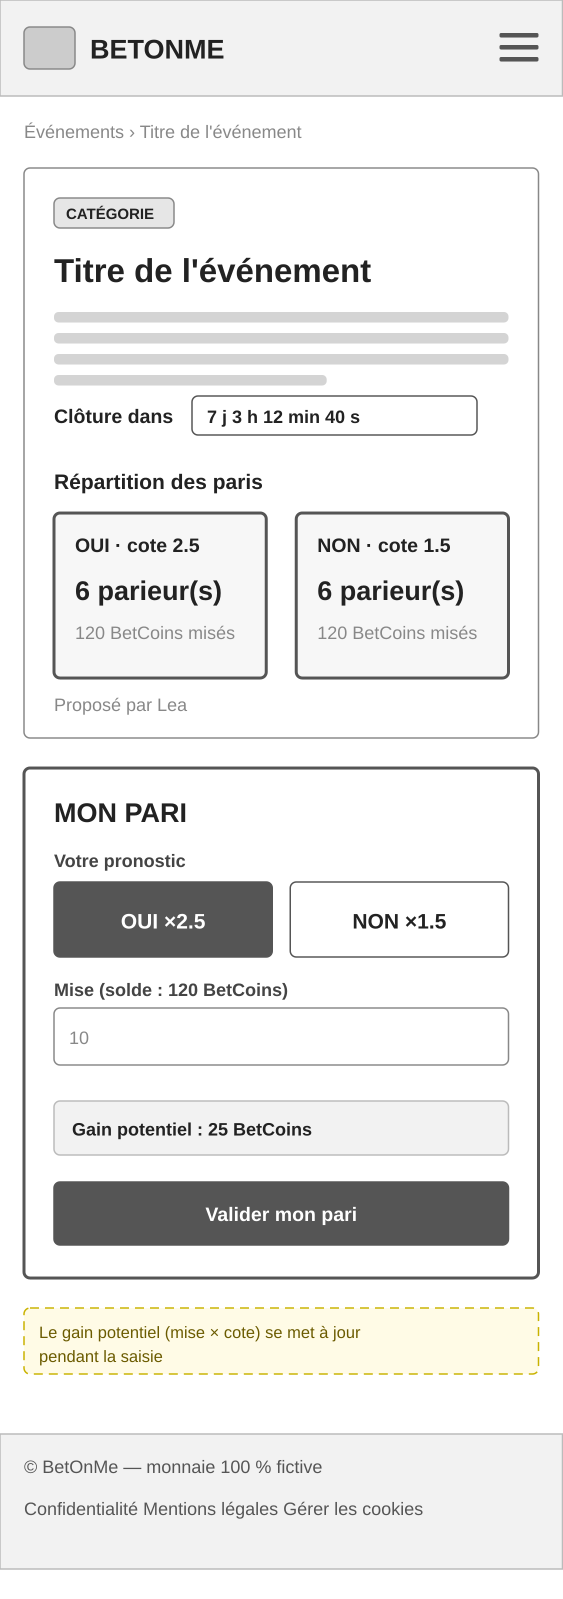 BETONME
Événements › Titre de l'événement
CATÉGORIE
Titre de l'événement
Clôture dans
7 j 3 h 12 min 40 s
Répartition des paris
OUI · cote 2.5
6 parieur(s)
120 BetCoins misés
NON · cote 1.5
6 parieur(s)
120 BetCoins misés
Proposé par Lea
MON PARI
Votre pronostic
OUI ×2.5
NON ×1.5
Mise (solde : 120 BetCoins)
10
Gain potentiel : 25 BetCoins
Valider mon pari
Le gain potentiel (mise × cote) se met à jour
pendant la saisie
© BetOnMe — monnaie 100 % fictive
Confidentialité Mentions légales Gérer les cookies